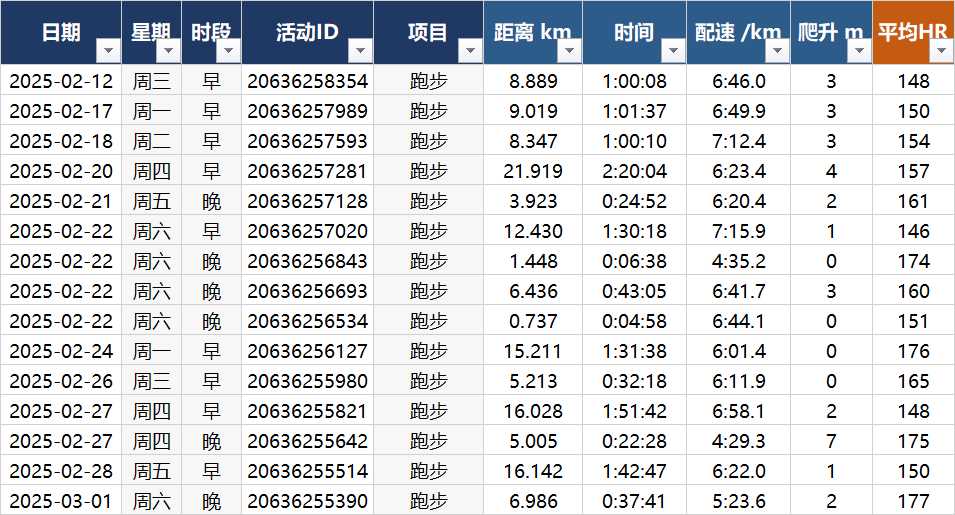 日期 星期 时段 活动ID 项目 距离 km 时间 配速 /km 爬升 m 平均HR
2025-02-12 周三 早 20636258354 跑步 8.889 1:00:08 6:46.0 3 148
2025-02-17 周一 早 20636257989 跑步 9.019 1:01:37 6:49.9 3 150
2025-02-18 周二 早 20636257593 跑步 8.347 1:00:10 7:12.4 3 154
2025-02-20 周四 早 20636257281 跑步 21.919 2:20:04 6:23.4 4 157
2025-02-21 周五 晚 20636257128 跑步 3.923 0:24:52 6:20.4 2 161
2025-02-22 周六 早 20636257020 跑步 12.430 1:30:18 7:15.9 1 146
2025-02-22 周六 晚 20636256843 跑步 1.448 0:06:38 4:35.2 0 174
2025-02-22 周六 晚 20636256693 跑步 6.436 0:43:05 6:41.7 3 160
2025-02-22 周六 晚 20636256534 跑步 0.737 0:04:58 6:44.1 0 151
2025-02-24 周一 早 20636256127 跑步 15.211 1:31:38 6:01.4 0 176
2025-02-26 周三 早 20636255980 跑步 5.213 0:32:18 6:11.9 0 165
2025-02-27 周四 早 20636255821 跑步 16.028 1:51:42 6:58.1 2 148
2025-02-27 周四 晚 20636255642 跑步 5.005 0:22:28 4:29.3 7 175
2025-02-28 周五 早 20636255514 跑步 16.142 1:42:47 6:22.0 1 150
2025-03-01 周六 晚 20636255390 跑步 6.986 0:37:41 5:23.6 2 177